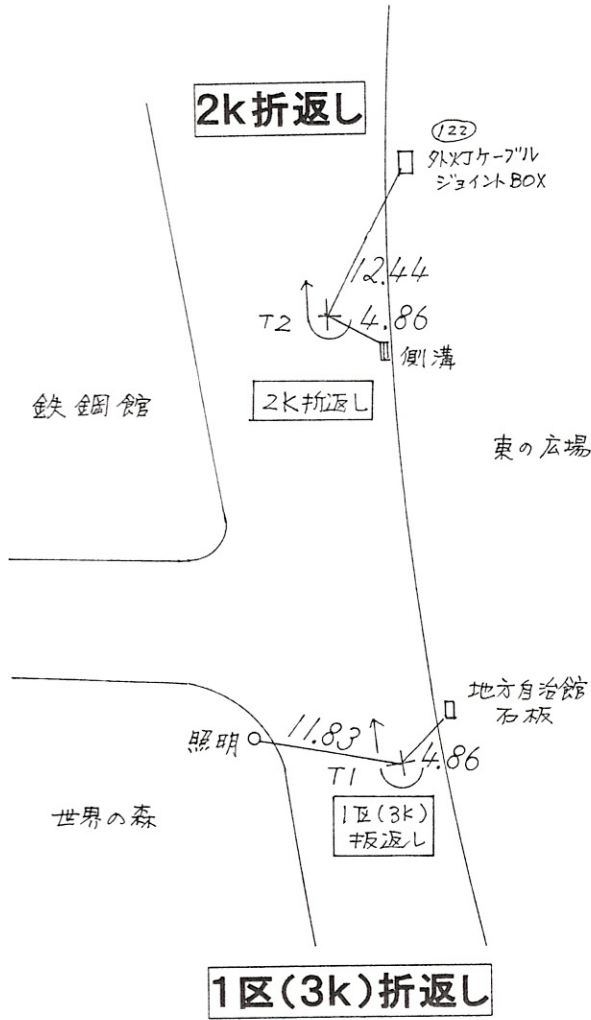 2k折返し
122
外灯ケーブル
ジョイントBOX
12.44
T2
4.86
側溝
2K折返し
鉄鋼館
東の広場
地方自治館
石板
照明
11.83
4.86
T1
1区(3K)
折返し
世界の森
1区(3k)折返し